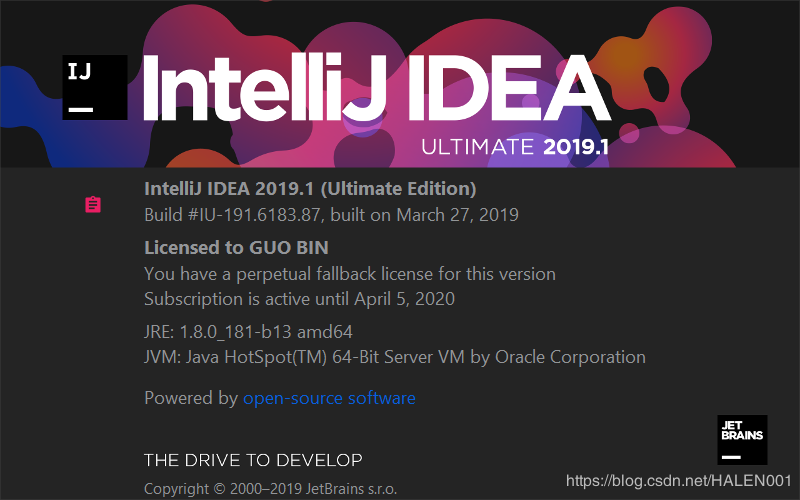 IJ
IntelliJ IDEA
ULTIMATE 2019.1
IntelliJ IDEA 2019.1 (Ultimate Edition)
Build #IU-191.6183.87, built on March 27, 2019
Licensed to GUO BIN
You have a perpetual fallback license for this version
Subscription is active until April 5, 2020
JRE: 1.8.0_181-b13 amd64
JVM: Java HotSpot(TM) 64-Bit Server VM by Oracle Corporation
Powered by open-source software
JET
BRAINS
THE DRIVE TO DEVELOP
https://blog.csdn.net/HALEN001
Copyright © 2000–2019 JetBrains s.r.o.